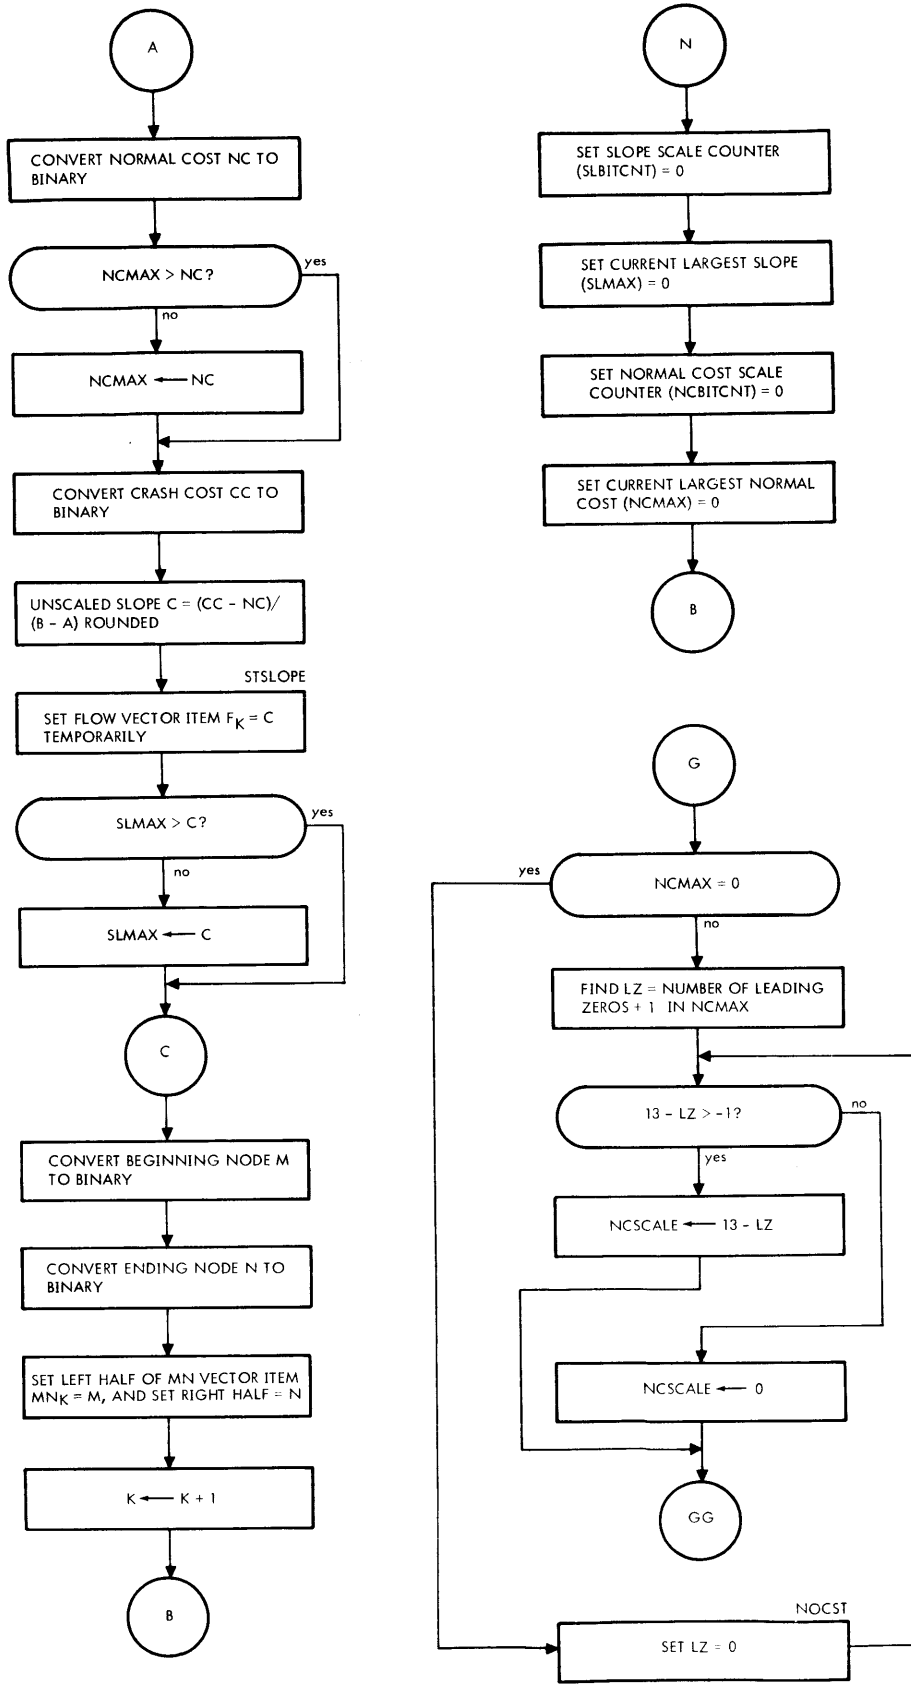 A
CONVERT NORMAL COST NC TO
BINARY
NCMAX > NC?
yes
no
NCMAX ← NC
CONVERT CRASH COST CC TO
BINARY
UNSCALED SLOPE C = (CC - NC)/
(B - A) ROUNDED
STSLOPE
SET FLOW VECTOR ITEM F_K = C
TEMPORARILY
SLMAX > C?
yes
no
SLMAX ← C
C
CONVERT BEGINNING NODE M
TO BINARY
CONVERT ENDING NODE N TO
BINARY
SET LEFT HALF OF MN VECTOR ITEM
MN_K = M, AND SET RIGHT HALF = N
K ← K + 1
B
N
SET SLOPE SCALE COUNTER
(SLBITCNT) = 0
SET CURRENT LARGEST SLOPE
(SLMAX) = 0
SET NORMAL COST SCALE
COUNTER (NCBITCNT) = 0
SET CURRENT LARGEST NORMAL
COST (NCMAX) = 0
B
G
yes
NCMAX = 0
no
FIND LZ = NUMBER OF LEADING
ZEROS + 1 IN NCMAX
13 - LZ > -1?
no
yes
NCSCALE ← 13 - LZ
NCSCALE ← 0
GG
NOCST
SET LZ = 0